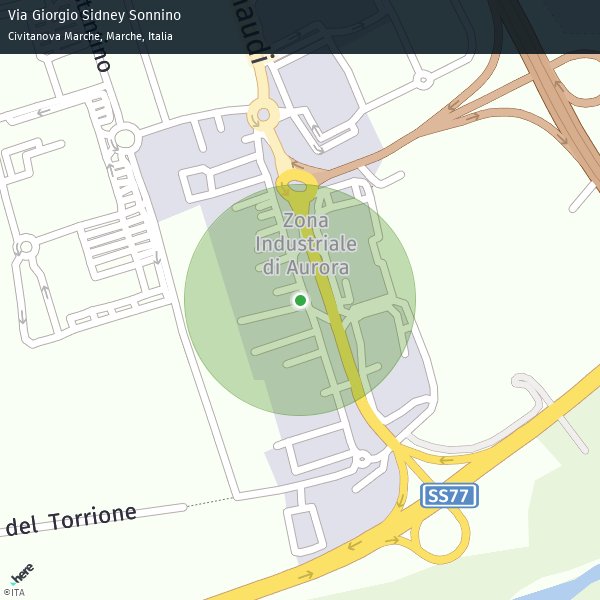 Via Giorgio Sidney Sonnino
Civitanova Marche, Marche, Italia
Zona
Industriale
di Aurora
SS77
del Torrione
here
©ITA